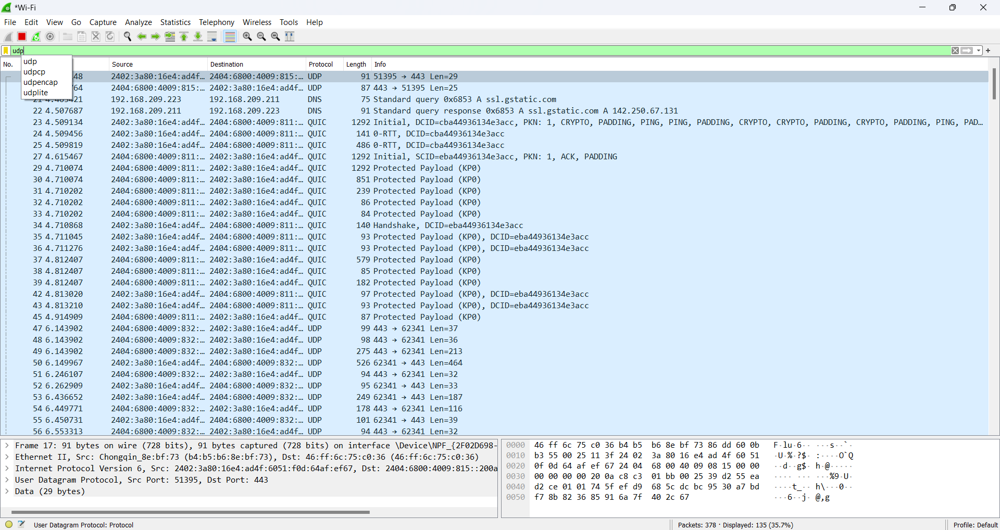 *Wi-Fi
File Edit View Go Capture Analyze Statistics Telephony Wireless Tools Help
udp
udp
udpcp
udpencap
udplite
No. Source Destination Protocol Length Info
48 2402:3a80:16e4:ad4f… 2404:6800:4009:815:… UDP 91 51395 → 443 Len=29
64 2404:6800:4009:815:… 2402:3a80:16e4:ad4f… UDP 87 443 → 51395 Len=25
21 4.465421 192.168.209.223 192.168.209.211 DNS 75 Standard query 0x6853 A ssl.gstatic.com
22 4.507687 192.168.209.211 192.168.209.223 DNS 91 Standard query response 0x6853 A ssl.gstatic.com A 142.250.67.131
23 4.509134 2402:3a80:16e4:ad4f… 2404:6800:4009:811:… QUIC 1292 Initial, DCID=cba44936134e3acc, PKN: 1, CRYPTO, PADDING, PING, PING, PADDING, CRYPTO, CRYPTO, PADDING, CRYPTO, PADDING, PING, PAD…
24 4.509456 2402:3a80:16e4:ad4f… 2404:6800:4009:811:… QUIC 141 0-RTT, DCID=cba44936134e3acc
25 4.509819 2402:3a80:16e4:ad4f… 2404:6800:4009:811:… QUIC 486 0-RTT, DCID=cba44936134e3acc
27 4.615467 2404:6800:4009:811:… 2402:3a80:16e4:ad4f… QUIC 1292 Initial, SCID=eba44936134e3acc, PKN: 1, ACK, PADDING
29 4.710074 2404:6800:4009:811:… 2402:3a80:16e4:ad4f… QUIC 1292 Protected Payload (KP0)
30 4.710074 2404:6800:4009:811:… 2402:3a80:16e4:ad4f… QUIC 851 Protected Payload (KP0)
31 4.710202 2404:6800:4009:811:… 2402:3a80:16e4:ad4f… QUIC 239 Protected Payload (KP0)
32 4.710202 2404:6800:4009:811:… 2402:3a80:16e4:ad4f… QUIC 86 Protected Payload (KP0)
33 4.710202 2404:6800:4009:811:… 2402:3a80:16e4:ad4f… QUIC 84 Protected Payload (KP0)
34 4.710868 2402:3a80:16e4:ad4f… 2404:6800:4009:811:… QUIC 140 Handshake, DCID=eba44936134e3acc
35 4.711045 2402:3a80:16e4:ad4f… 2404:6800:4009:811:… QUIC 93 Protected Payload (KP0), DCID=eba44936134e3acc
36 4.711276 2402:3a80:16e4:ad4f… 2404:6800:4009:811:… QUIC 93 Protected Payload (KP0), DCID=eba44936134e3acc
37 4.812407 2404:6800:4009:811:… 2402:3a80:16e4:ad4f… QUIC 579 Protected Payload (KP0)
38 4.812407 2404:6800:4009:811:… 2402:3a80:16e4:ad4f… QUIC 85 Protected Payload (KP0)
39 4.812407 2404:6800:4009:811:… 2402:3a80:16e4:ad4f… QUIC 182 Protected Payload (KP0)
42 4.813020 2402:3a80:16e4:ad4f… 2404:6800:4009:811:… QUIC 97 Protected Payload (KP0), DCID=eba44936134e3acc
43 4.813210 2402:3a80:16e4:ad4f… 2404:6800:4009:811:… QUIC 93 Protected Payload (KP0), DCID=eba44936134e3acc
45 4.914909 2404:6800:4009:811:… 2402:3a80:16e4:ad4f… QUIC 87 Protected Payload (KP0)
47 6.143902 2404:6800:4009:832:… 2402:3a80:16e4:ad4f… UDP 99 443 → 62341 Len=37
48 6.143902 2404:6800:4009:832:… 2402:3a80:16e4:ad4f… UDP 98 443 → 62341 Len=36
49 6.143902 2404:6800:4009:832:… 2402:3a80:16e4:ad4f… UDP 275 443 → 62341 Len=213
50 6.149967 2402:3a80:16e4:ad4f… 2404:6800:4009:832:… UDP 526 62341 → 443 Len=464
51 6.246107 2404:6800:4009:832:… 2402:3a80:16e4:ad4f… UDP 94 443 → 62341 Len=32
52 6.262909 2402:3a80:16e4:ad4f… 2404:6800:4009:832:… UDP 95 62341 → 443 Len=33
53 6.436652 2402:3a80:16e4:ad4f… 2404:6800:4009:832:… UDP 249 62341 → 443 Len=187
54 6.449771 2404:6800:4009:832:… 2402:3a80:16e4:ad4f… UDP 178 443 → 62341 Len=116
55 6.450731 2402:3a80:16e4:ad4f… 2404:6800:4009:832:… UDP 101 62341 → 443 Len=39
56 6.553313 2404:6800:4009:832:… 2402:3a80:16e4:ad4f… UDP 94 443 → 62341 Len=32
Frame 17: 91 bytes on wire (728 bits), 91 bytes captured (728 bits) on interface \Device\NPF_{2F02D698-
Ethernet II, Src: Chongqin_8e:bf:73 (b4:b5:b6:8e:bf:73), Dst: 46:ff:6c:75:c0:36 (46:ff:6c:75:c0:36)
Internet Protocol Version 6, Src: 2402:3a80:16e4:ad4f:6051:f0d:64af:ef67, Dst: 2404:6800:4009:815::200a
User Datagram Protocol, Src Port: 51395, Dst Port: 443
Data (29 bytes)
0000 46 ff 6c 75 c0 36 b4 b5 b6 8e bf 73 86 dd 60 0b F·lu·6·· ···s··`·
0010 b3 55 00 25 11 3f 24 02 3a 80 16 e4 ad 4f 60 51 ·U·%·?$· :····O`Q
0020 0f 0d 64 af ef 67 24 04 68 00 40 09 08 15 00 00 ··d··g$· h·@·····
0030 00 00 00 00 20 0a c8 c3 01 bb 00 25 39 d2 55 ea ···· ··· ···%9·U·
0040 d2 ce 01 01 74 5f ef d9 68 5c dc bc 95 30 a7 bd ····t_·· h\···0··
0050 f7 8b 82 36 85 91 6a 7f 40 2c 67 ···6··j· @,g
User Datagram Protocol: Protocol
Packets: 378 · Displayed: 135 (35.7%)
Profile: Default